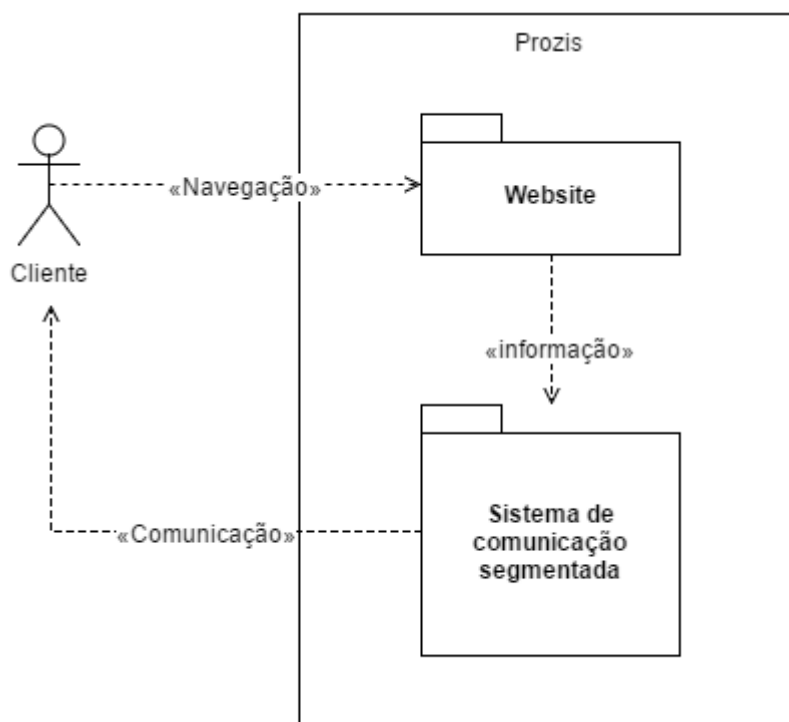 Prozis
Website
«Navegação»
Cliente
«informação»
Sistema de
comunicação
segmentada
«Comunicação»